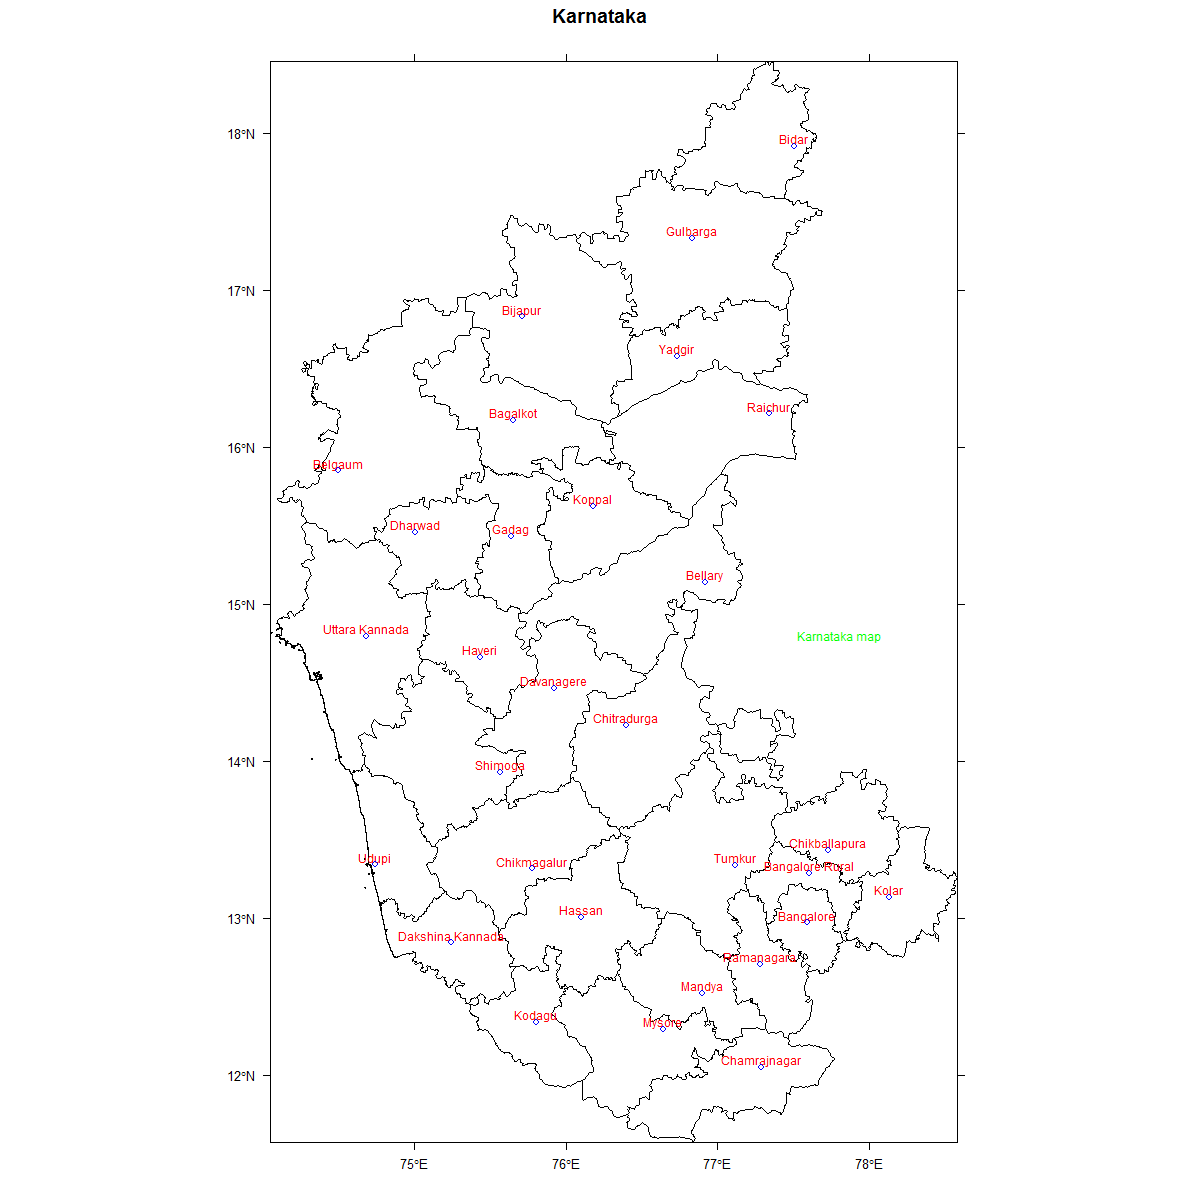 Karnataka
18°N
Bidar
Gulbarga
17°N
Bijapur
Yadgir
Raichur
Bagalkot
16°N
Belgaum
Koppal
Dharwad
Gadag
Bellary
15°N
Uttara Kannada
Karnataka map
Haveri
Davanagere
Chitradurga
14°N
Shimoga
Chikballapura
Udupi
Chikmagalur
Tumkur
Bangalore Rural
Kolar
13°N
Hassan
Bangalore
Dakshina Kannada
Ramanagara
Mandya
Kodagu
Mysore
Chamrajnagar
12°N
75°E
76°E
77°E
78°E